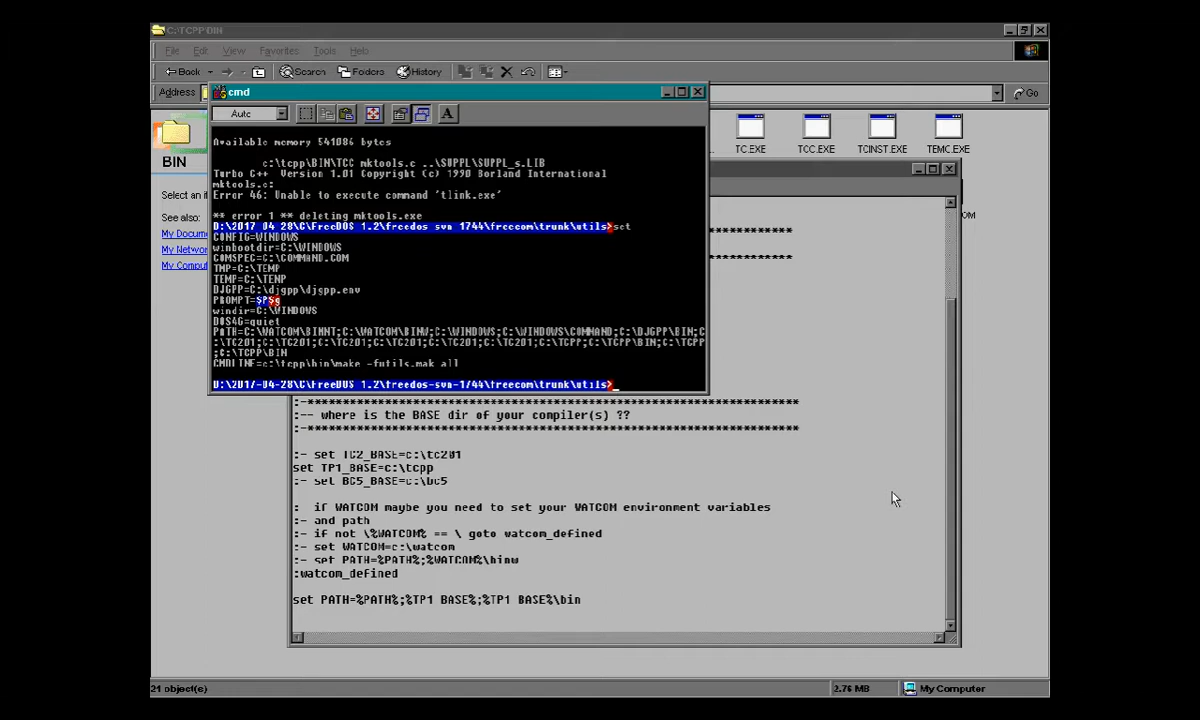 C:\TCPP\BIN
File Edit View Favorites Tools Help
Back Search Folders History
Address Go
cmd
Auto
BIN
Select an i
See also:
My Docum
My Netwo
My Compu
TC.EXE TCC.EXE TCINST.EXE TEMC.EXE
OM
Available memory 541086 bytes
c:\tcpp\BIN\TCC mktools.c ..\SUPPL\SUPPL_s.LIB
Turbo C++ Version 1.01 Copyright (c) 1990 Borland International
mktools.c:
Error 46: Unable to execute command 'tlink.exe'
** error 1 ** deleting mktools.exe
D:\2017-04-28\C\FreeDOS 1.2\freedos-svn-1744\freecom\trunk\utils>set
CONFIG=WINDOWS
winbootdir=C:\WINDOWS
COMSPEC=C:\COMMAND.COM
TMP=C:\TEMP
TEMP=C:\TEMP
DJGPP=C:\djgpp\djgpp.env
PROMPT=$P$g
windir=C:\WINDOWS
DOS4G=quiet
PATH=C:\WATCOM\BINNT;C:\WATCOM\BINW;C:\WINDOWS;C:\WINDOWS\COMMAND;C:\DJGPP\BIN;C
:\TC201;C:\TC201;C:\TC201;C:\TC201;C:\TC201;C:\TCPP;C:\TCPP\BIN;C:\TCPP
;C:\TCPP\BIN
CMDLINE=c:\tcpp\bin\make -futils.mak all
D:\2017-04-28\C\FreeDOS 1.2\freedos-svn-1744\freecom\trunk\utils>_
:-***********************************************************************
:-- where is the BASE dir of your compiler(s) ??
:-***********************************************************************
:- set TC2_BASE=c:\tc201
set TP1_BASE=c:\tcpp
:- set BC5_BASE=c:\bc5
: if WATCOM maybe you need to set your WATCOM environment variables
:- and path
:- if not \%WATCOM% == \ goto watcom_defined
:- set WATCOM=c:\watcom
:- set PATH=%PATH%;%WATCOM%\binw
:watcom_defined
set PATH=%PATH%;%TP1_BASE%;%TP1_BASE%\bin
21 object(s) 2.76 MB My Computer